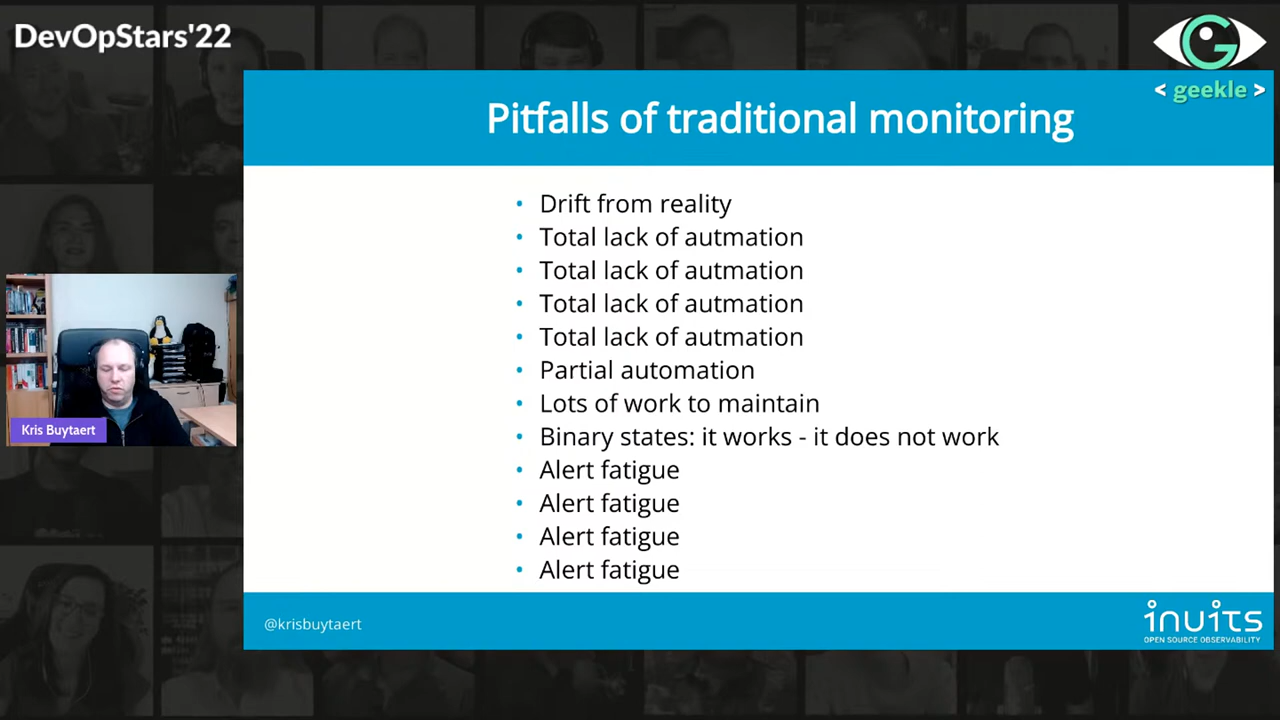 DevOpStars'22
G
< geekle >
Pitfalls of traditional monitoring
• Drift from reality
• Total lack of autmation
• Total lack of autmation
• Total lack of autmation
• Total lack of autmation
• Partial automation
• Lots of work to maintain
• Binary states: it works - it does not work
• Alert fatigue
• Alert fatigue
• Alert fatigue
• Alert fatigue
Kris Buytaert
@krisbuytaert
inuits
OPEN SOURCE OBSERVABILITY